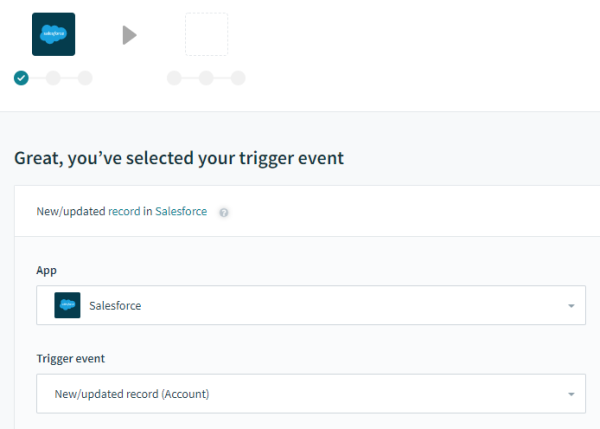 salesforce
Great, you've selected your trigger event
New/updated record in Salesforce ?
App
salesforce Salesforce
Trigger event
New/updated record (Account)